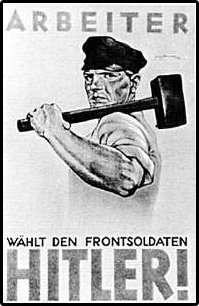 ARBEITER
WÄHLT DEN FRONTSOLDATEN
HITLER!